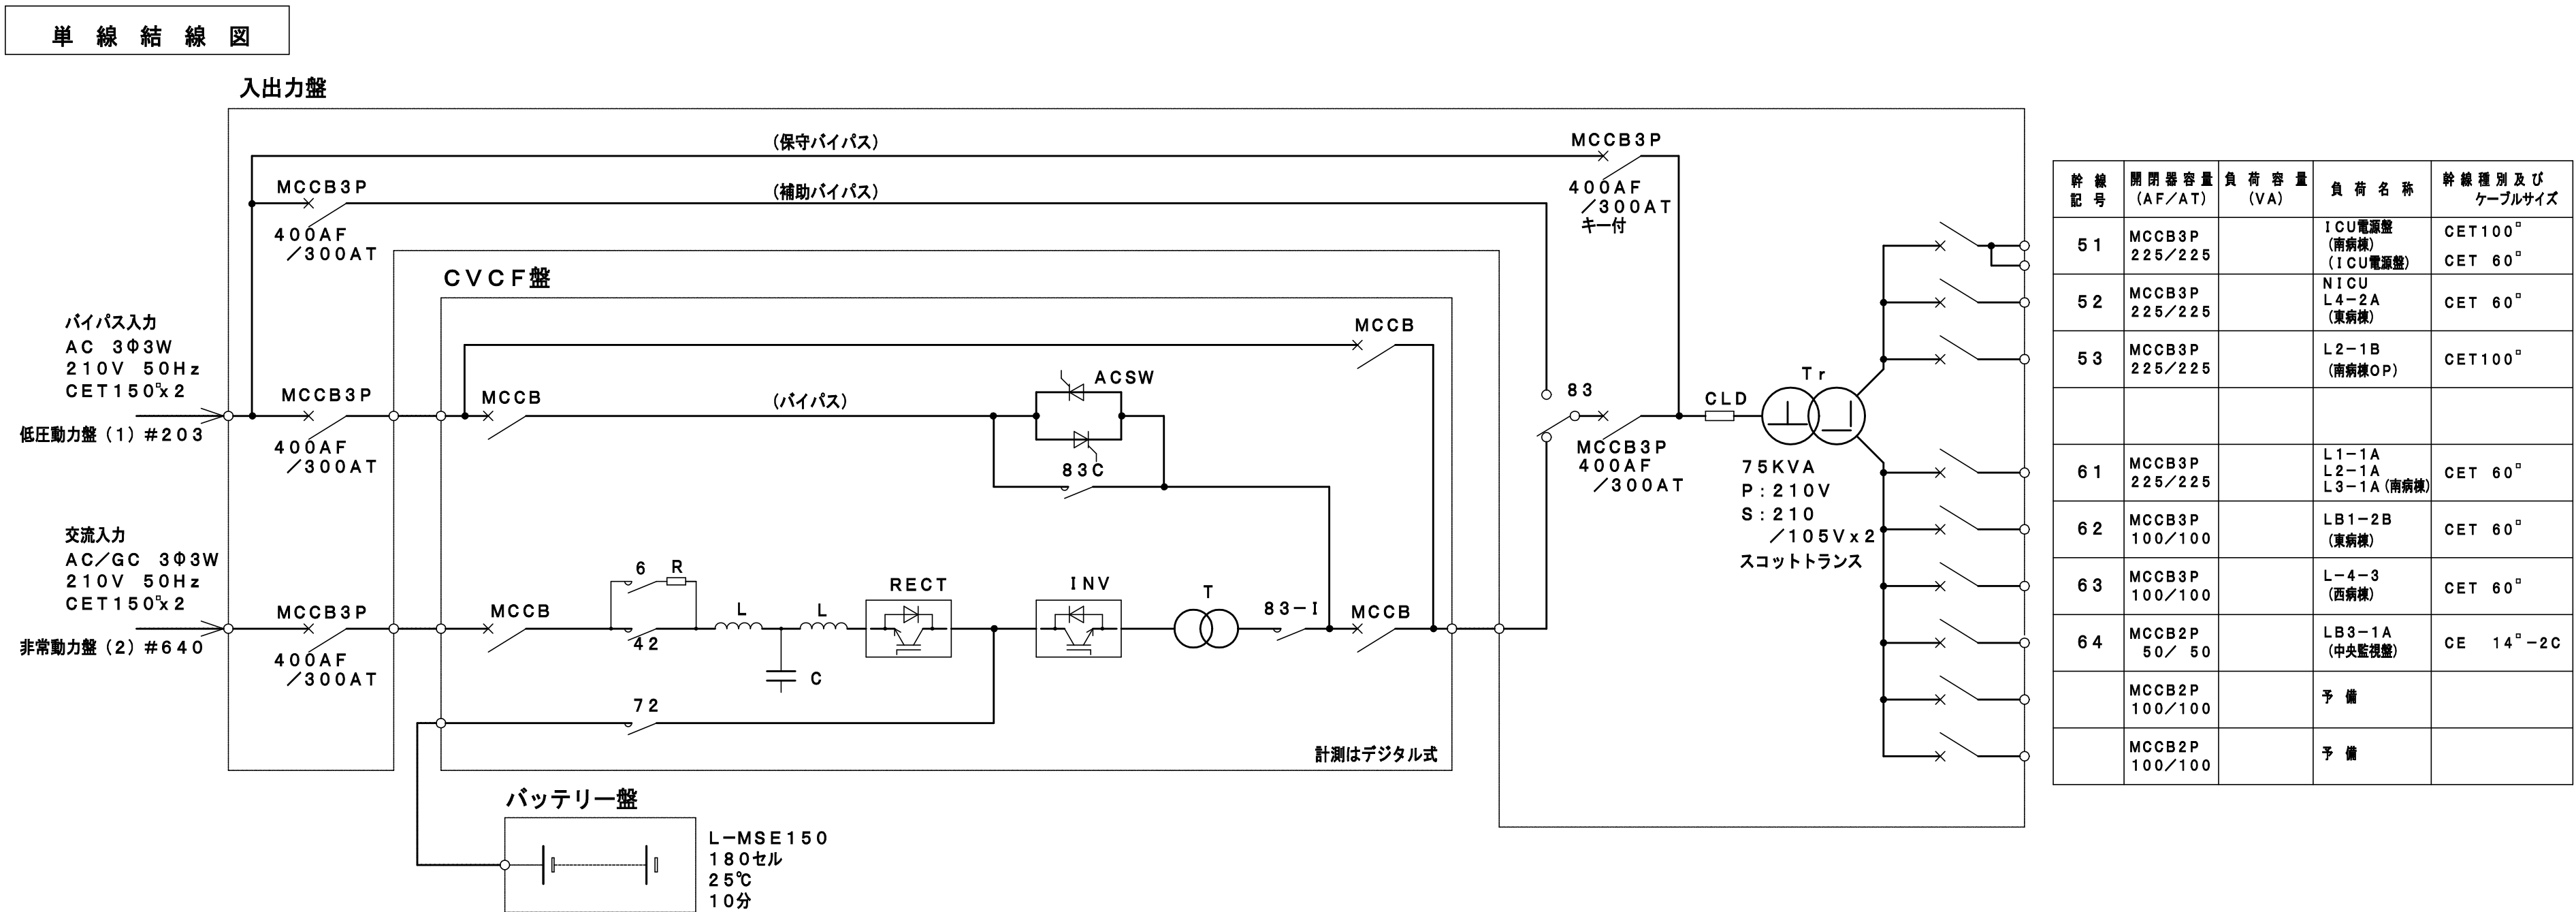 単線結線図
入出力盤
(保守バイパス)
MCCB3P
400AF
/300AT
キー付
MCCB3P
(補助バイパス)
400AF
/300AT
CVCF盤
バイパス入力
AC 3Φ3W
210V 50Hz
CET150□x2
低圧動力盤(1)#203
MCCB3P
400AF
/300AT
MCCB
MCCB
(バイパス)
ACSW
83C
83
MCCB3P
400AF
/300AT
CLD
Tr
75KVA
P:210V
S:210
/105Vx2
スコットトランス
交流入力
AC/GC 3Φ3W
210V 50Hz
CET150□x2
非常動力盤(2)#640
MCCB3P
400AF
/300AT
MCCB
6 R
42
L
L
C
RECT
INV
T
83-I
MCCB
72
計測はデジタル式
バッテリー盤
L-MSE150
180セル
25℃
10分
幹線
記号
開閉器容量
(AF/AT)
負荷容量
(VA)
負荷名称
幹線種別及び
ケーブルサイズ
51
MCCB3P
225/225
ICU電源盤
(南病棟)
(ICU電源盤)
CET100□
CET 60□
52
MCCB3P
225/225
NICU
L4-2A
(東病棟)
CET 60□
53
MCCB3P
225/225
L2-1B
(南病棟OP)
CET100□
61
MCCB3P
225/225
L1-1A
L2-1A
L3-1A(南病棟)
CET 60□
62
MCCB3P
100/100
LB1-2B
(東病棟)
CET 60□
63
MCCB3P
100/100
L-4-3
(西病棟)
CET 60□
64
MCCB2P
50/ 50
LB3-1A
(中央監視盤)
CE 14□-2C
MCCB2P
100/100
予備
MCCB2P
100/100
予備